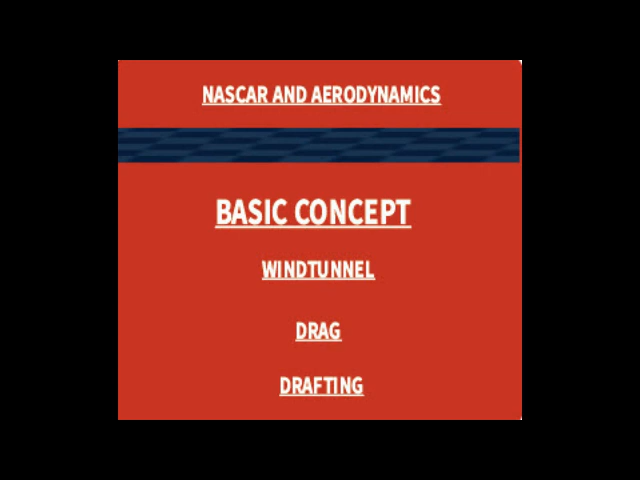 NASCAR AND AERODYNAMICS
BASIC CONCEPT
WINDTUNNEL
DRAG
DRAFTING